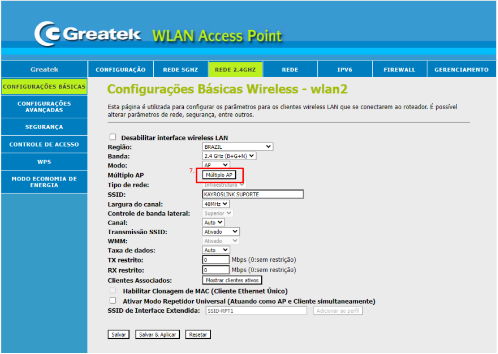 Greatek WLAN Access Point
Greatek CONFIGURAÇÃO REDE 5GHZ REDE 2.4GHZ REDE IPV6 FIREWALL GERENCIAMENTO
CONFIGURAÇÕES BÁSICAS
CONFIGURAÇÕES AVANÇADAS
SEGURANÇA
CONTROLE DE ACESSO
WPS
MODO ECONOMIA DE ENERGIA
Configurações Básicas Wireless - wlan2
Esta página é utilizada para configurar os parâmetros para os clientes wireless LAN que se conectarem ao roteador. É possível
alterar parâmetros de rede, segurança, entre outros.
Desabilitar interface wireless LAN
Região: BRAZIL
Banda: 2.4 GHz (B+G+N)
Modo: AP
7. Múltiplo AP Múltiplo AP
Tipo de rede: Infraestrutura
SSID: KAYROSLINK SUPORTE
Largura do canal: 40MHz
Controle de banda lateral: Superior
Canal: Auto
Transmissão SSID: Ativado
WMM: Ativado
Taxa de dados: Auto
TX restrito: 0 Mbps (0:sem restrição)
RX restrito: 0 Mbps (0:sem restrição)
Clientes Associados: Mostrar clientes ativos
Habilitar Clonagem de MAC (Cliente Ethernet Único)
Ativar Modo Repetidor Universal (Atuando como AP e Cliente simultaneamente)
SSID de Interface Extendida: SSID-RPT1 Adicionar ao perfil
Salvar Salvar & Aplicar Resetar